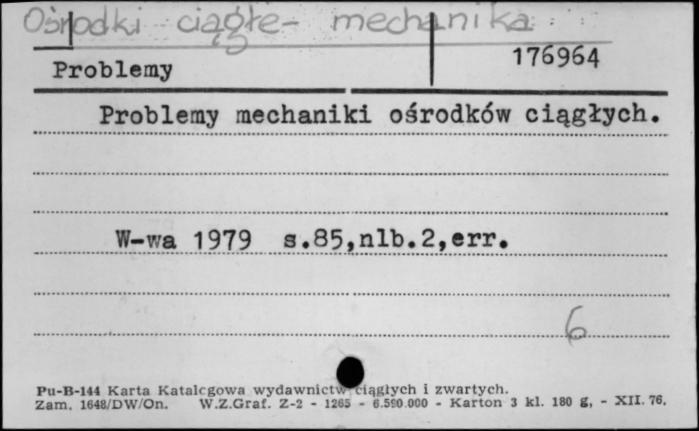 Ośrodki ciągłe- mechanika
176964
Problemy
Problemy mechaniki ośrodków ciągłych.
W-wa 1979 s.85,nlb.2,err.
6
Pu-B-144 Karta Katalogowa wydawnictw ciągłych i zwartych.
Zam. 1648/DW/On. W.Z.Graf. Z-2 - 1265 - 6.590.000 - Karton 3 kl. 180 g, - XII. 76.